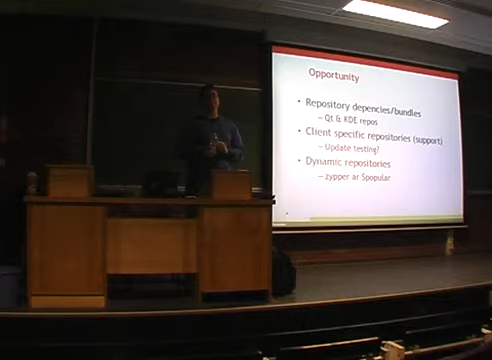 Opportunity
• Repository depencies/bundles
– Qt & KDE repos
• Client specific repositories (support)
– Update testing?
• Dynamic repositories
– zypper ar $popular